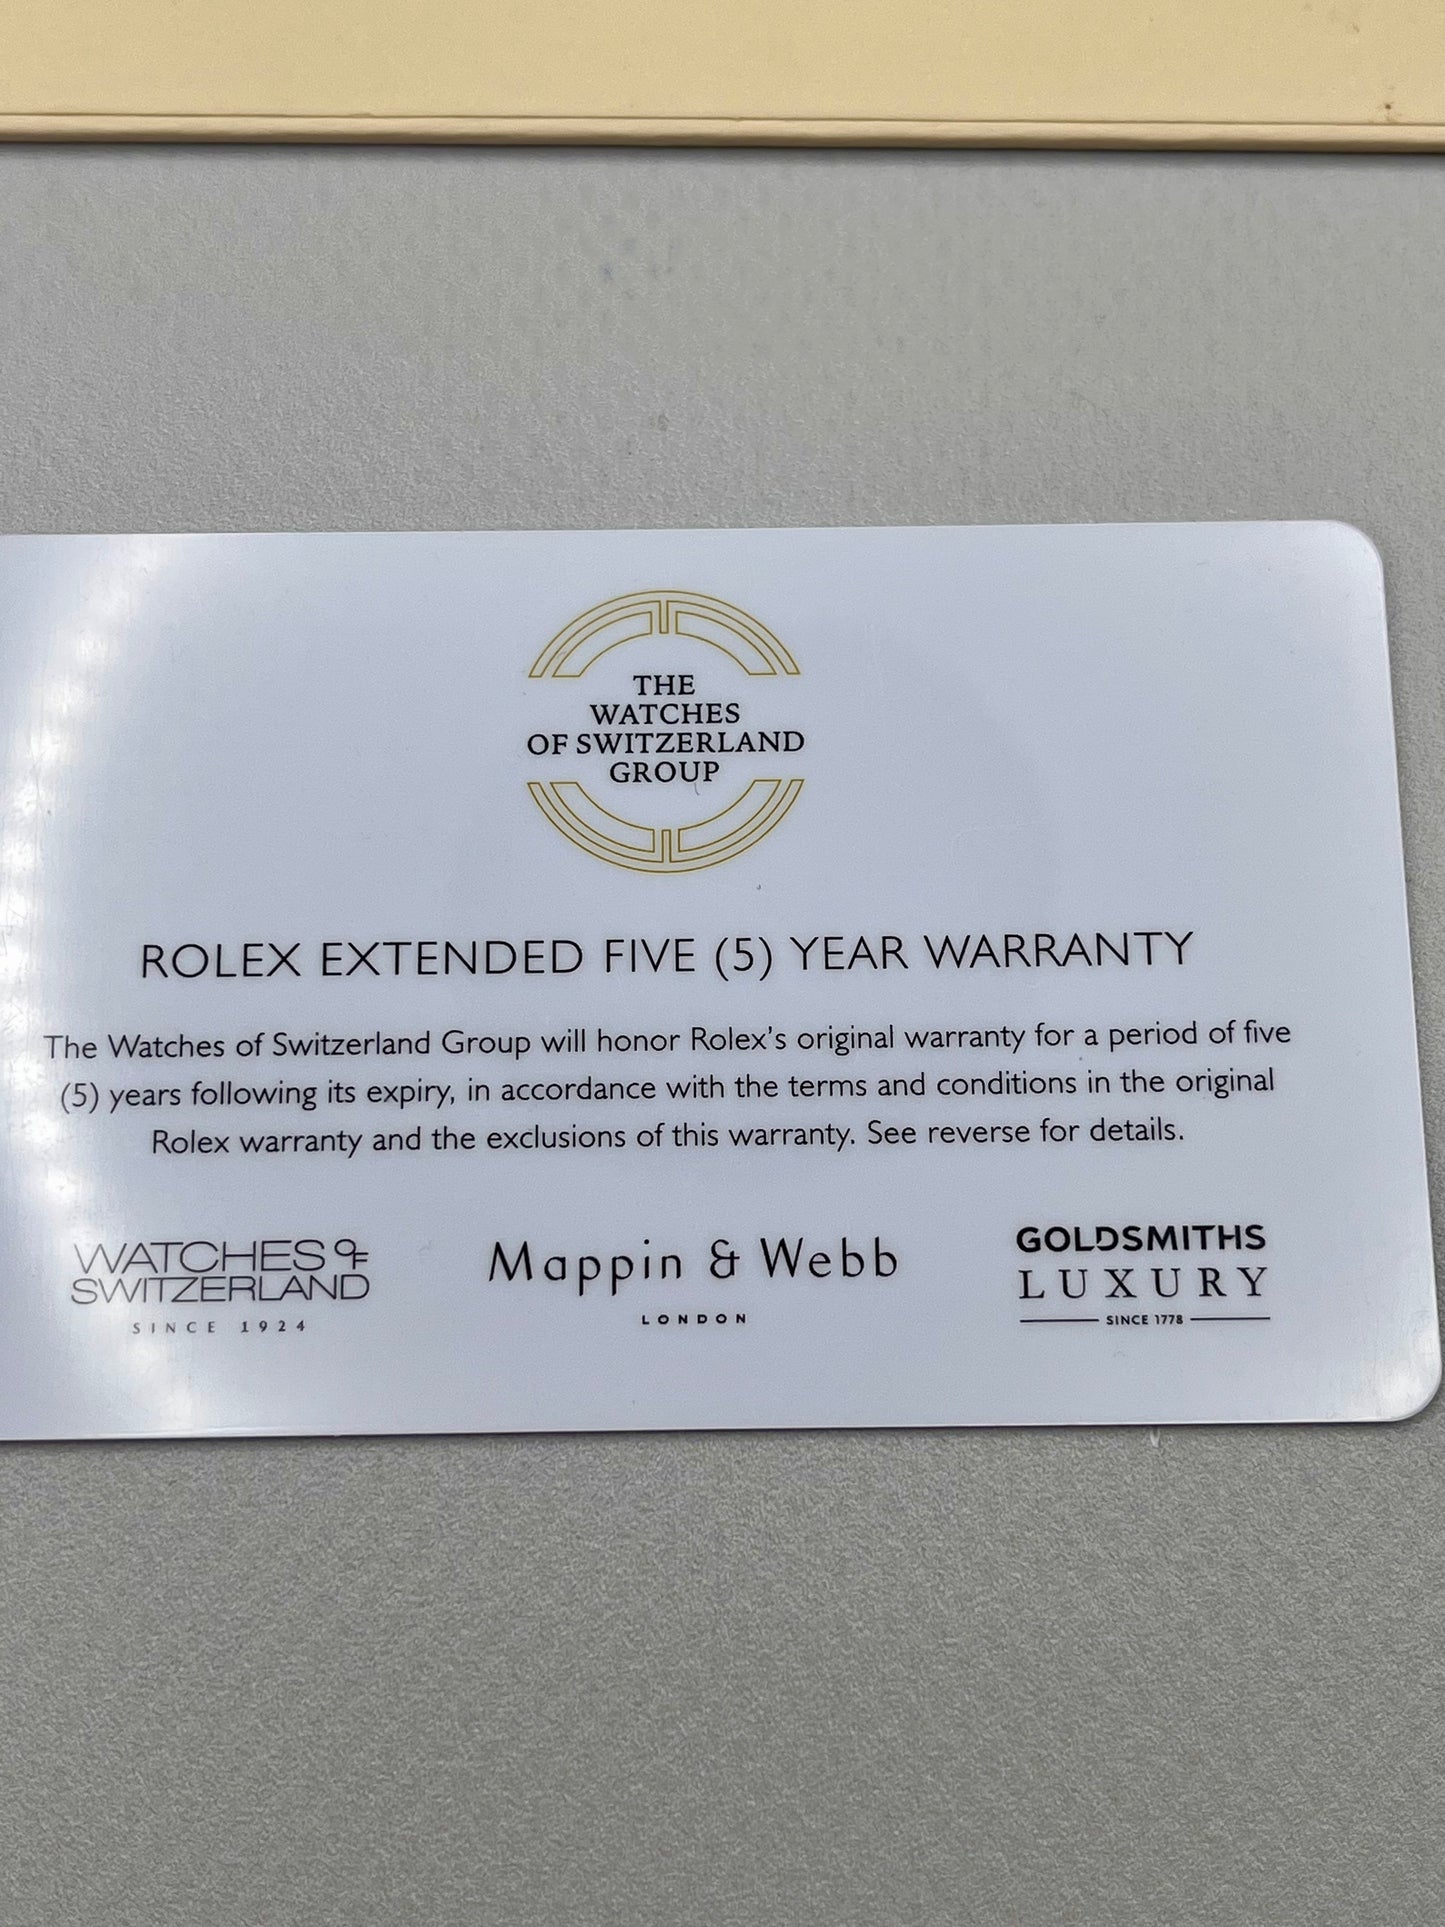 THE
WATCHES
OF SWITZERLAND
GROUP
ROLEX EXTENDED FIVE (5) YEAR WARRANTY
The Watches of Switzerland Group will honor Rolex's original warranty for a period of five
(5) years following its expiry, in accordance with the terms and conditions in the original
Rolex warranty and the exclusions of this warranty. See reverse for details.
WATCHES OF
SWITZERLAND
SINCE 1924
Mappin & Webb
LONDON
GOLDSMITHS
LUXURY
SINCE 1778